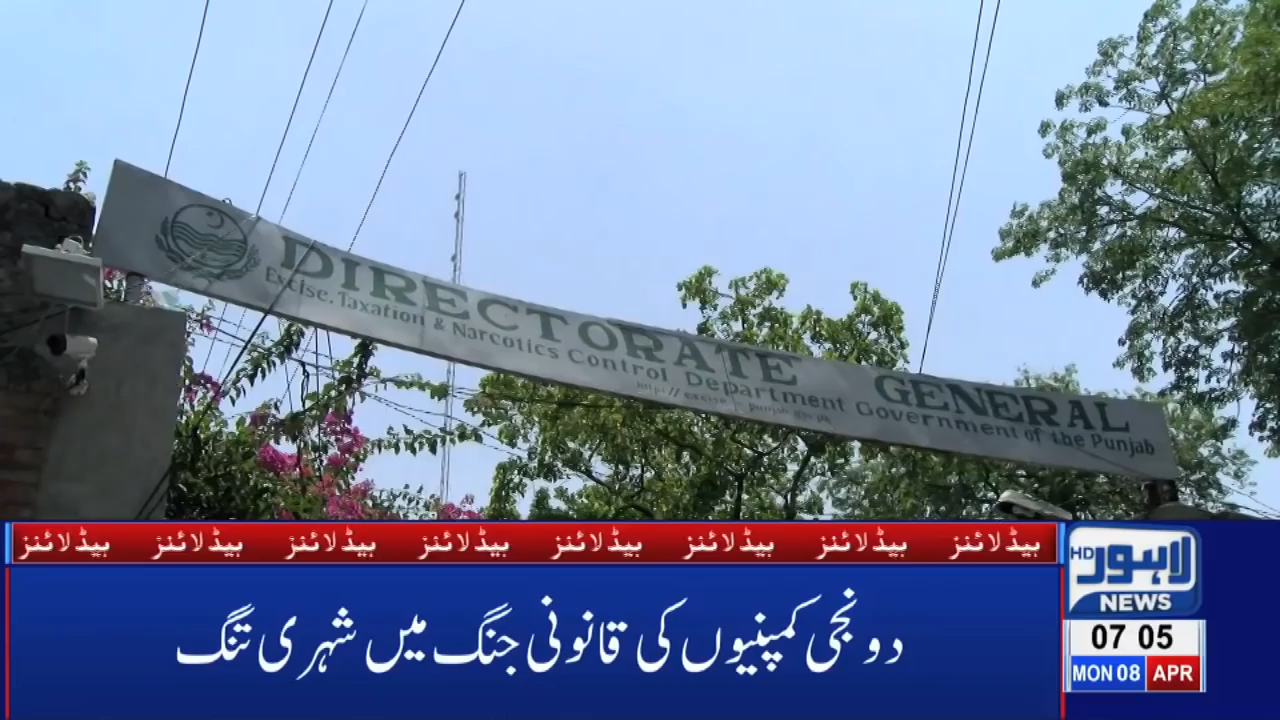 DIRECTORATE GENERAL
Excise. Taxation & Narcotics Control Department Government of the Punjab
ہیڈلائنز ہیڈلائنز ہیڈلائنز ہیڈلائنز ہیڈلائنز ہیڈلائنز ہیڈلائنز ہیڈلائنز
دو نجی کمپنیوں کی قانونی جنگ میں شہری تنگ
HD لاہور
NEWS
07 05
MON 08 APR